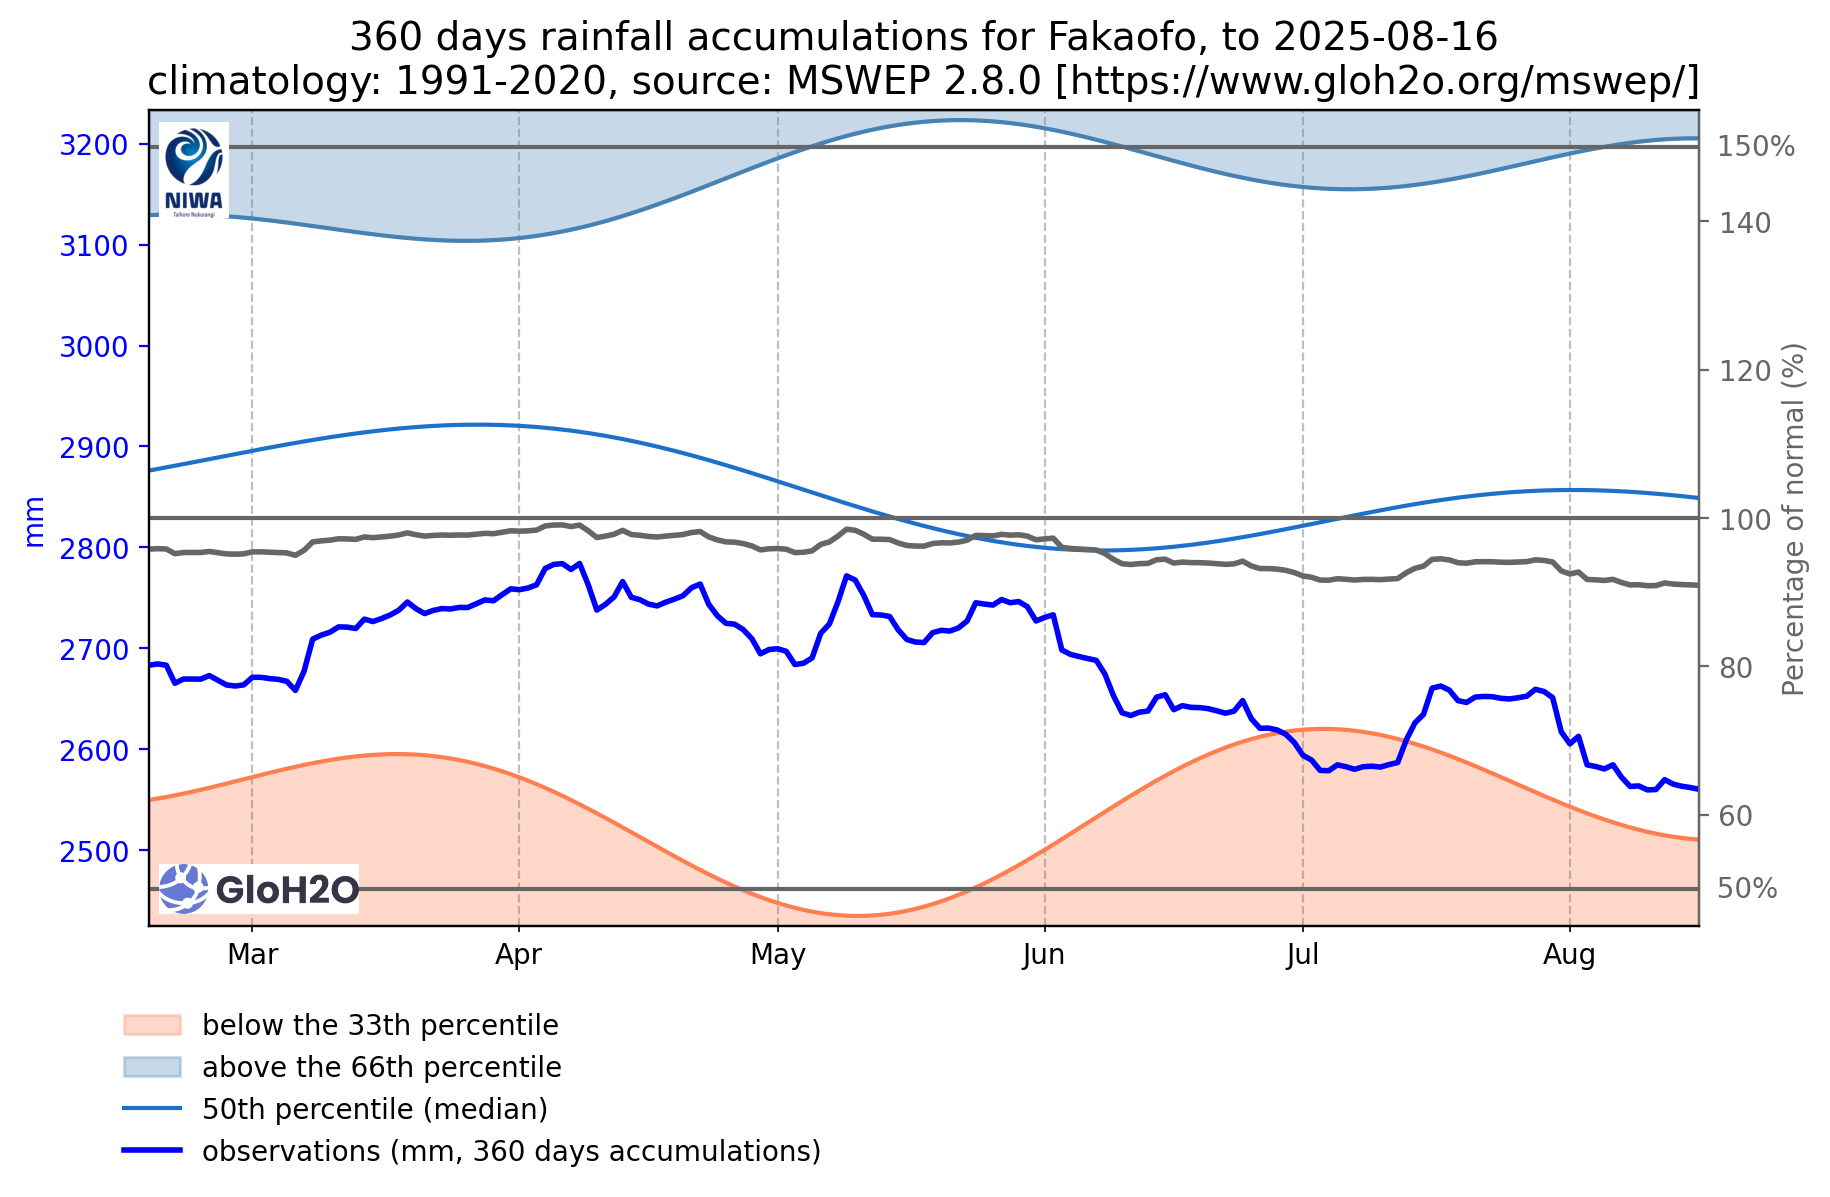 360 days rainfall accumulations for Fakaofo, to 2025-08-16
climatology: 1991-2020, source: MSWEP 2.8.0 [https://www.gloh2o.org/mswep/]
3200
3100
3000
2900
2800
2700
2600
2500
mm
150%
140
120
100
80
60
50%
Percentage of normal (%)
NIWA
Taihoro Nukurangi
GloH2O
Mar
Apr
May
Jun
Jul
Aug
below the 33th percentile
above the 66th percentile
50th percentile (median)
observations (mm, 360 days accumulations)